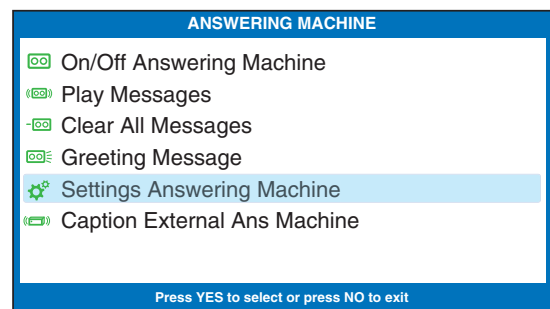 ANSWERING MACHINE
On/Off Answering Machine
Play Messages
Clear All Messages
Greeting Message
Settings Answering Machine
Caption External Ans Machine
Press YES to select or press NO to exit